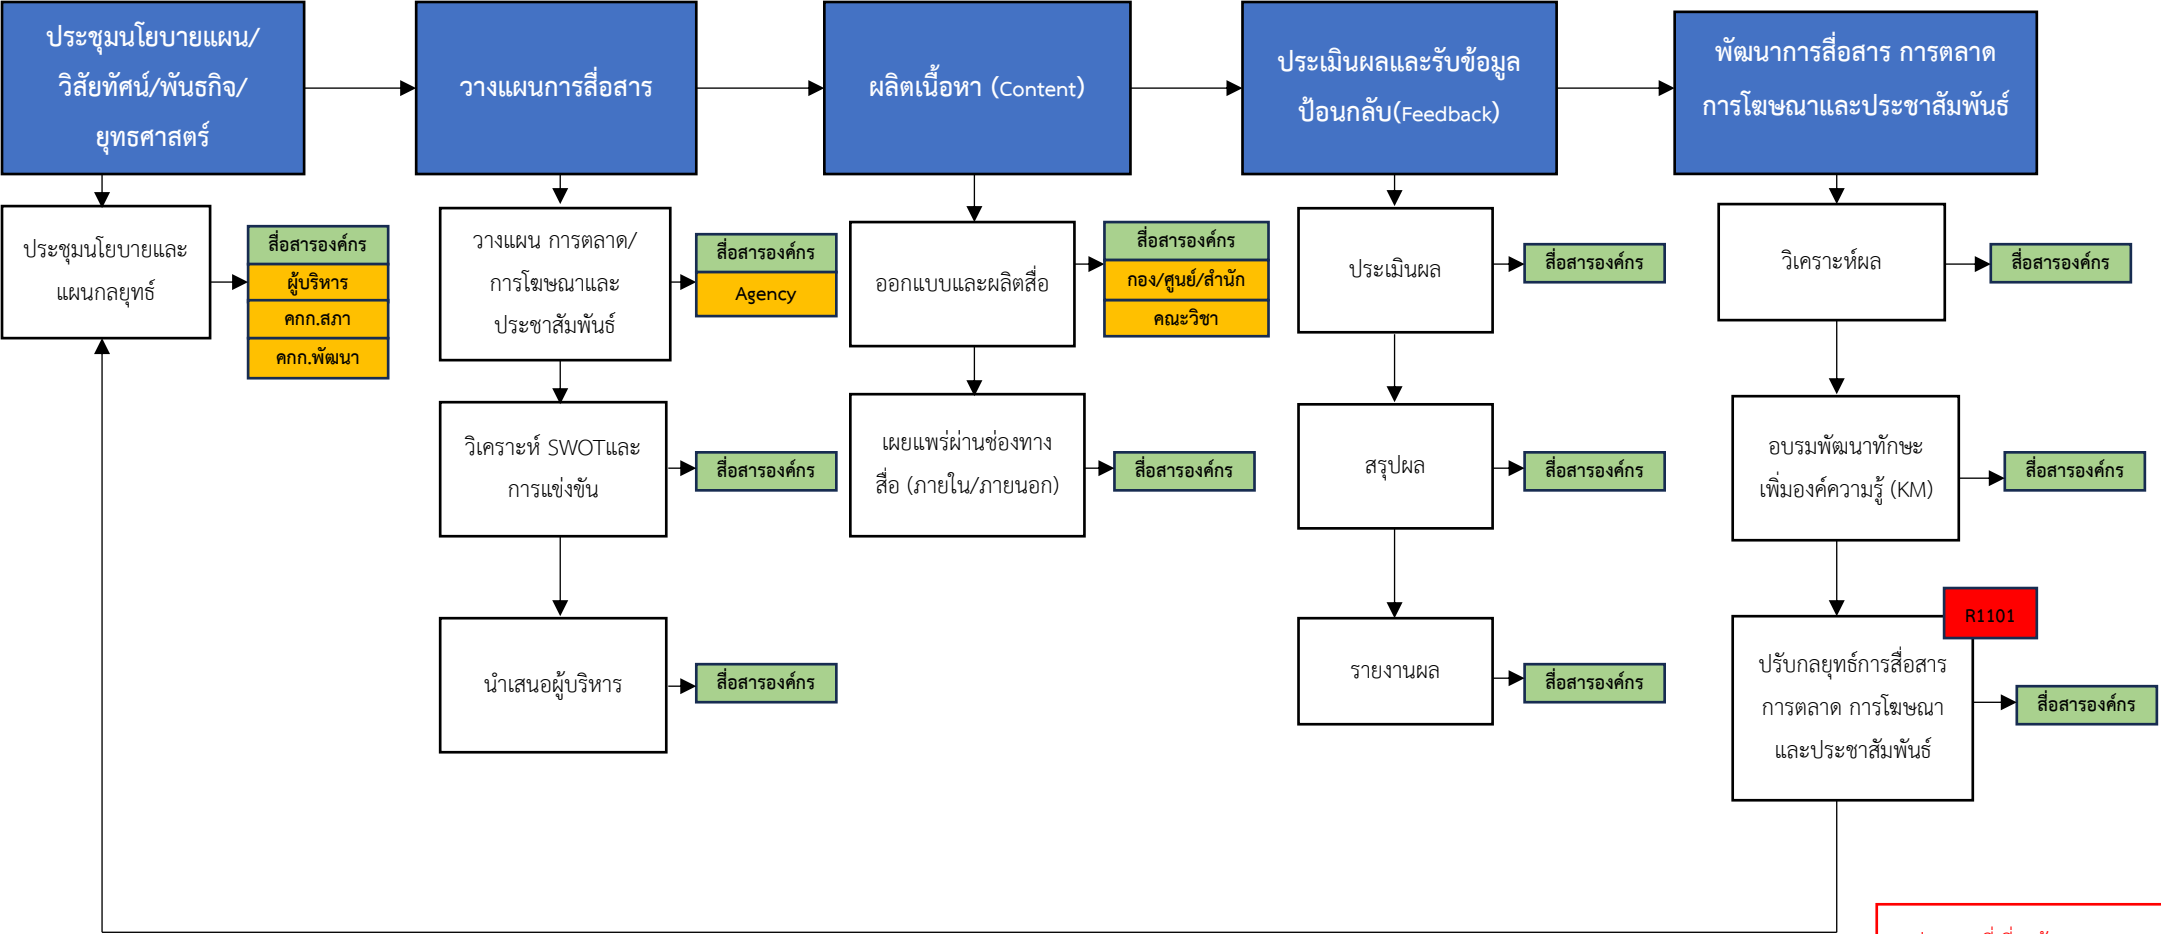 ประชุมนโยบายแผน/
วิสัยทัศน์/พันธกิจ/
ยุทธศาสตร์
วางแผนการสื่อสาร
ผลิตเนื้อหา (Content)
ประเมินผลและรับข้อมูล
ป้อนกลับ(Feedback)
พัฒนาการสื่อสาร การตลาด
การโฆษณาและประชาสัมพันธ์
ประชุมนโยบายและ
แผนกลยุทธ์
สื่อสารองค์กร
ผู้บริหาร
คกก.สภา
คกก.พัฒนา
วางแผน การตลาด/
การโฆษณาและ
ประชาสัมพันธ์
สื่อสารองค์กร
Agency
วิเคราะห์ SWOTและ
การแข่งขัน
สื่อสารองค์กร
นำเสนอผู้บริหาร
สื่อสารองค์กร
ออกแบบและผลิตสื่อ
สื่อสารองค์กร
กอง/ศูนย์/สำนัก
คณะวิชา
เผยแพร่ผ่านช่องทาง
สื่อ (ภายใน/ภายนอก)
สื่อสารองค์กร
ประเมินผล
สื่อสารองค์กร
สรุปผล
สื่อสารองค์กร
รายงานผล
สื่อสารองค์กร
วิเคราะห์ผล
สื่อสารองค์กร
อบรมพัฒนาทักษะ
เพิ่มองค์ความรู้ (KM)
สื่อสารองค์กร
R1101
ปรับกลยุทธ์การสื่อสาร
การตลาด การโฆษณา
และประชาสัมพันธ์
สื่อสารองค์กร